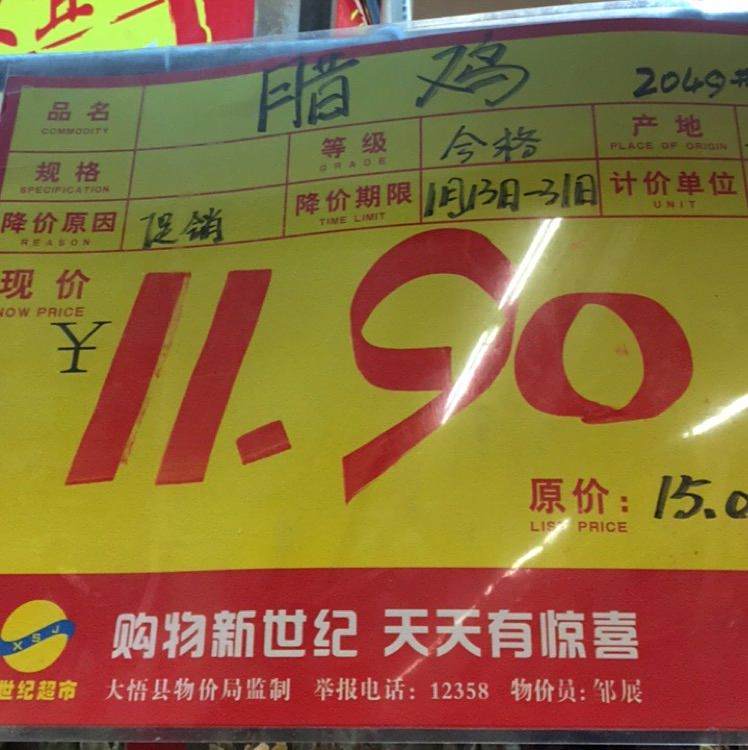 品名 腊鸡 2049
COMMODITY
规格 等级 合格 产地
SPECIFICATION GRADE PLACE OF ORIGIN
降价原因 促销 降价期限 1月13日-31日 计价单位
REASON TIME LIMIT UNIT
现价
NOW PRICE
¥ 11.90
原价: 15.0
LIST PRICE
购物新世纪 天天有惊喜
XSJ
世纪超市 大悟县物价局监制 举报电话: 12358 物价员: 邹展